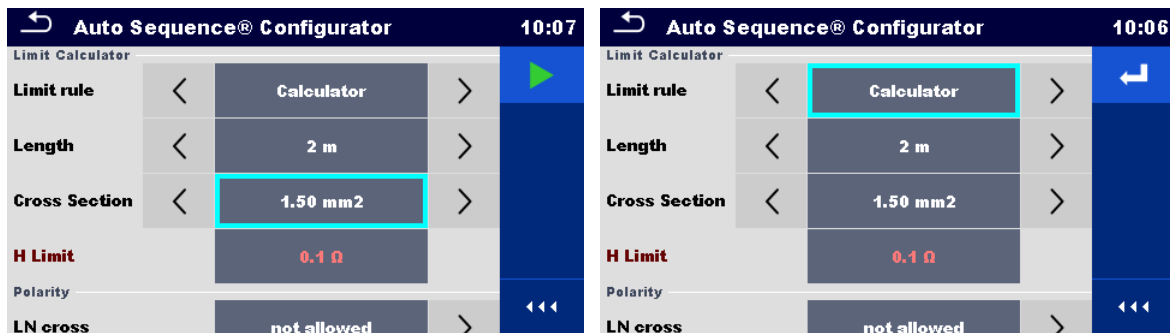 Auto Sequence® Configurator 10:07
Limit Calculator
Limit rule Calculator
Length 2 m
Cross Section 1.50 mm2
H Limit 0.1 Ω
Polarity
LN cross not allowed
Auto Sequence® Configurator 10:06
Limit Calculator
Limit rule Calculator
Length 2 m
Cross Section 1.50 mm2
H Limit 0.1 Ω
Polarity
LN cross not allowed